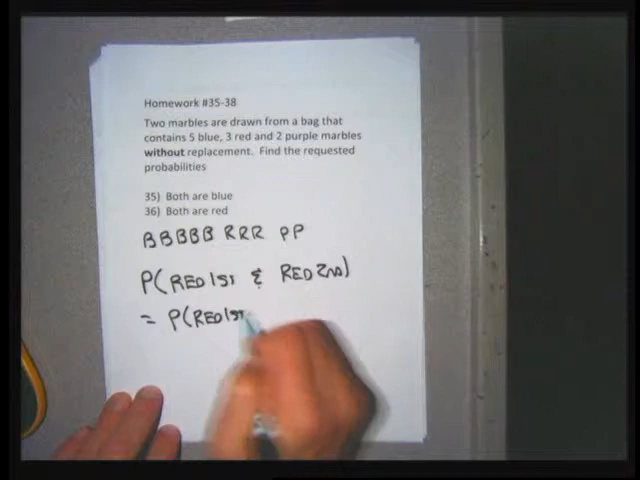 Homework #35-38
Two marbles are drawn from a bag that
contains 5 blue, 3 red and 2 purple marbles
without replacement. Find the requested
probabilities
35) Both are blue
36) Both are red
BBBBB RRR PP
P(RED 1ST & RED 2ND)
= P(RED 1ST